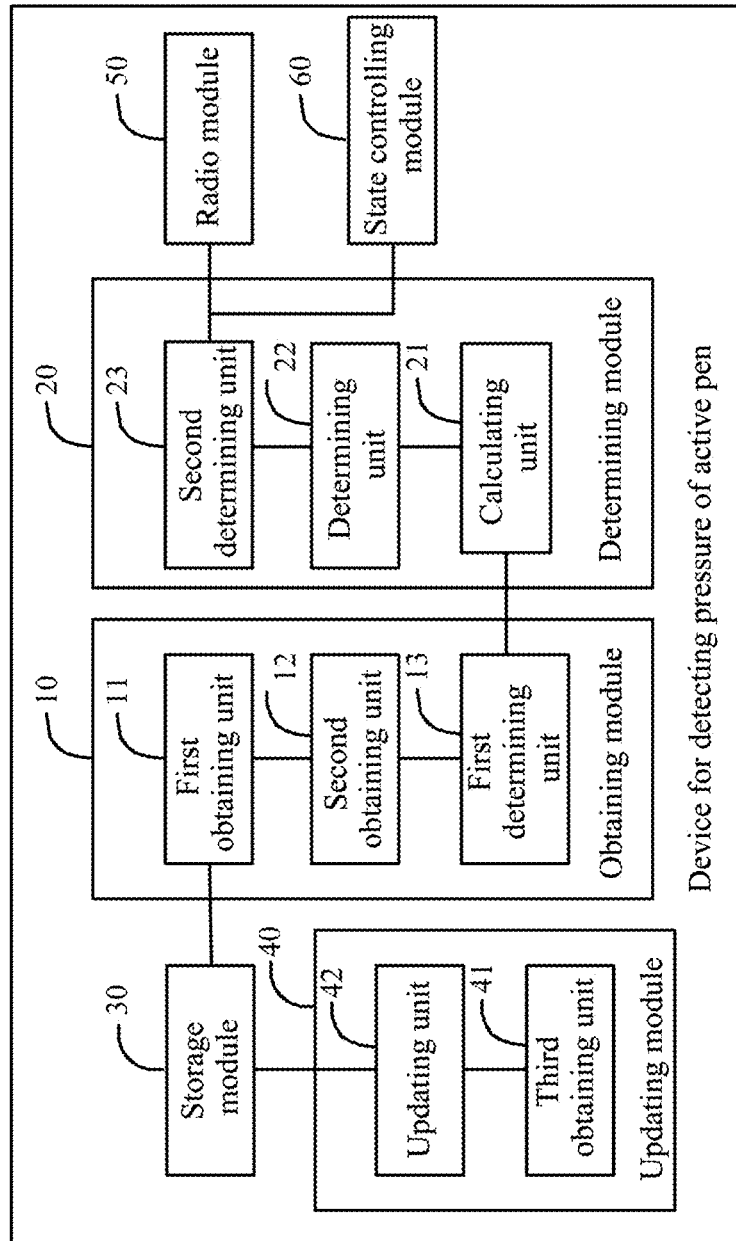 30
Storage
module
40
42
Updating unit
41
Third
obtaining unit
Updating module
10
11
First
obtaining unit
12
Second
obtaining unit
13
First
determining
unit
Obtaining module
20
23
Second
determining unit
22
Determining
unit
21
Calculating
unit
Determining module
50
Radio module
60
State controlling
module
Device for detecting pressure of active pen